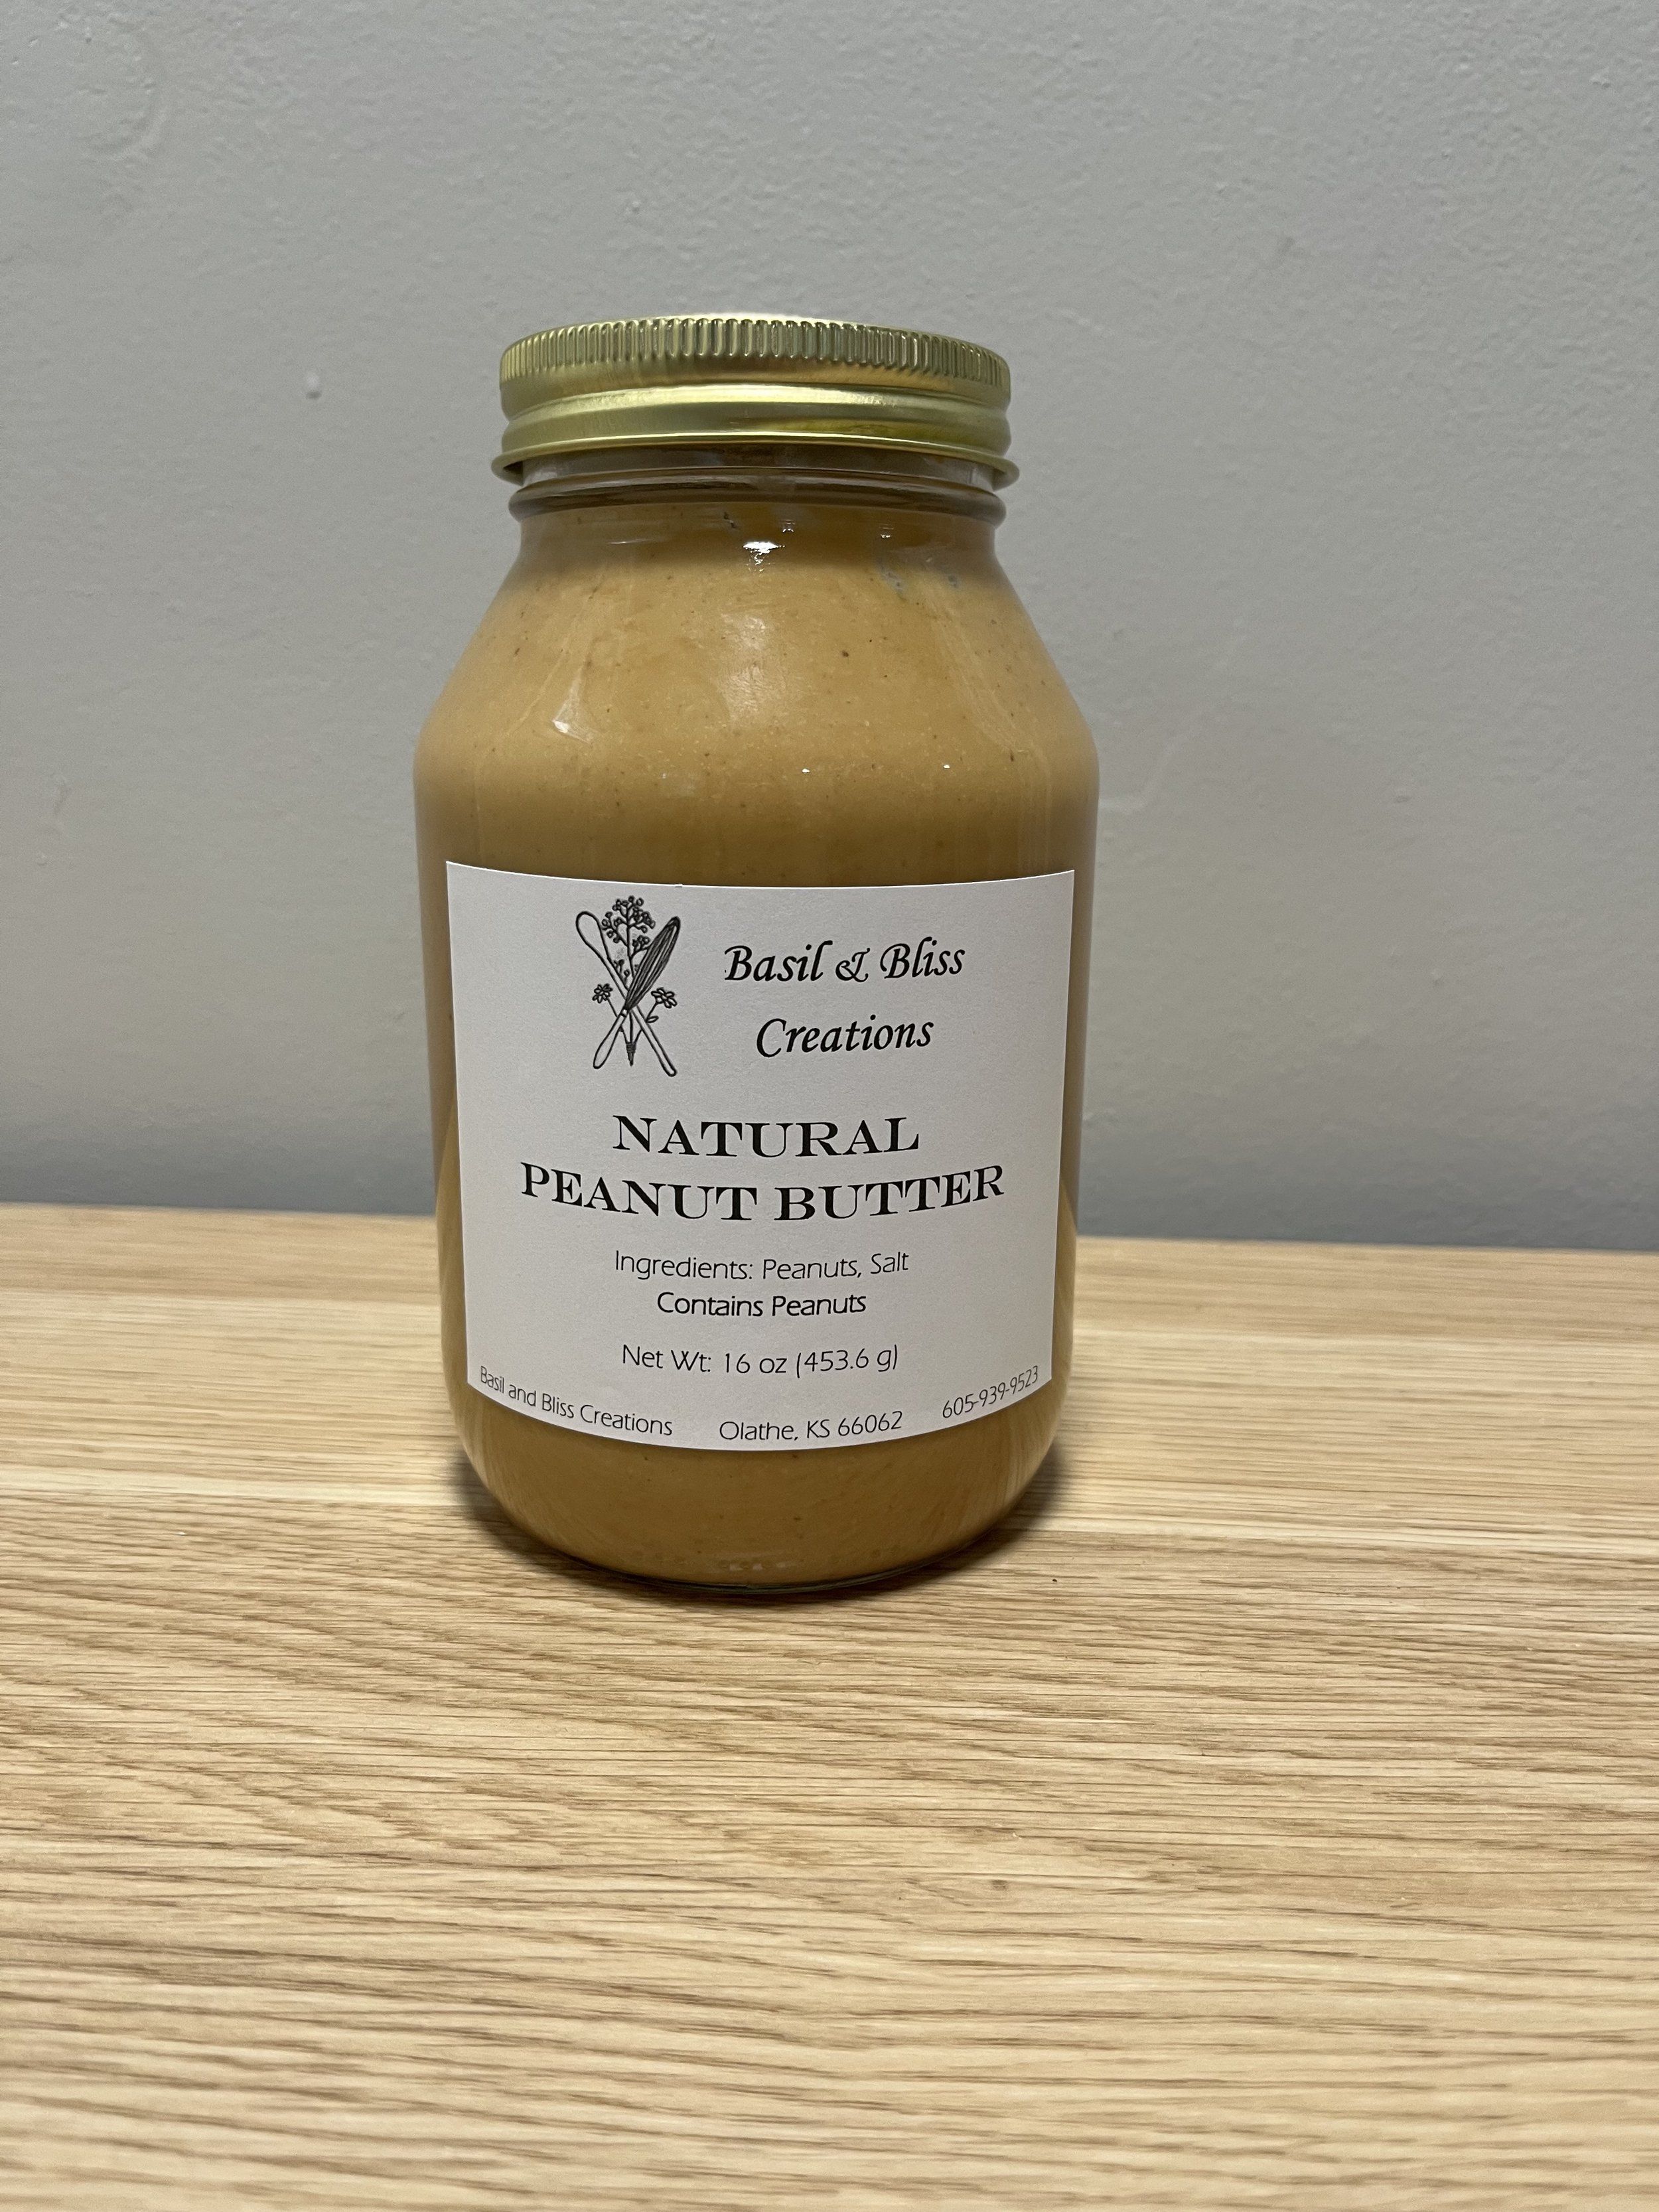 Basil & Bliss
Creations
NATURAL
PEANUT BUTTER
Ingredients: Peanuts, Salt
Contains Peanuts
Net Wt: 16 oz (453.6 g)
Basil and Bliss Creations Olathe, KS 66062 605-939-9523